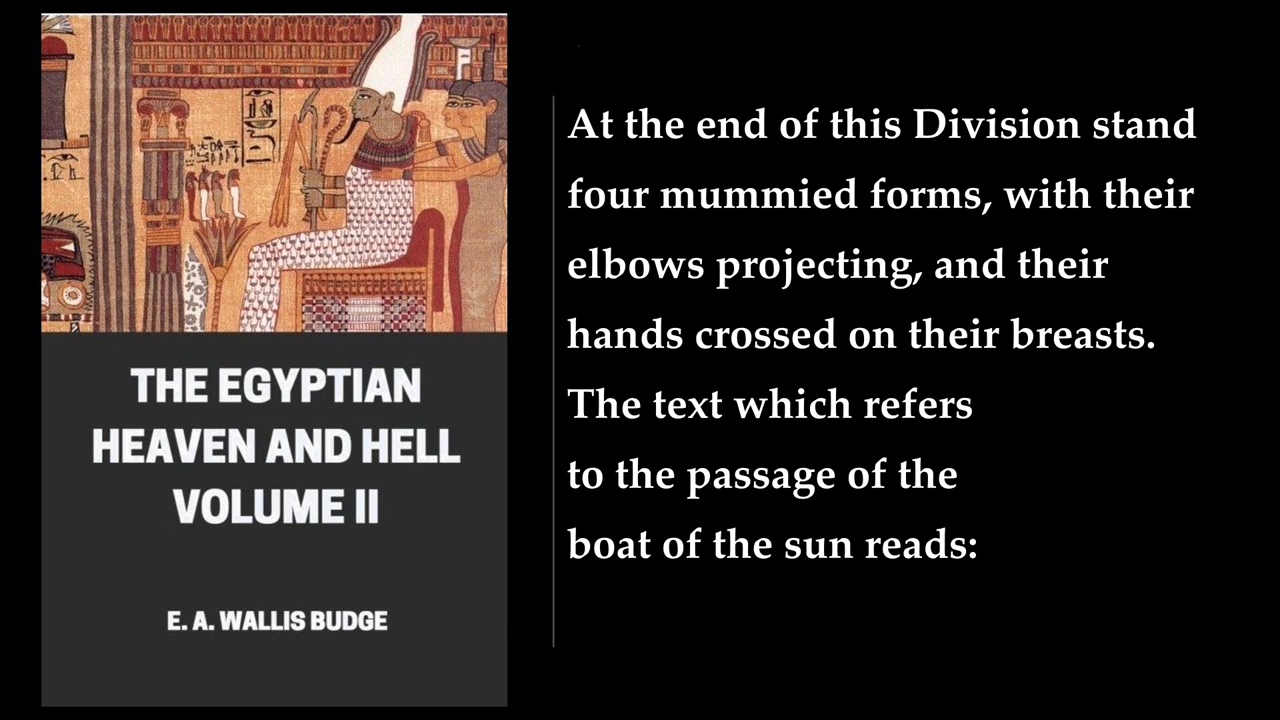 THE EGYPTIAN
HEAVEN AND HELL
VOLUME II
E. A. WALLIS BUDGE
At the end of this Division stand
four mummied forms, with their
elbows projecting, and their
hands crossed on their breasts.
The text which refers
to the passage of the
boat of the sun reads: